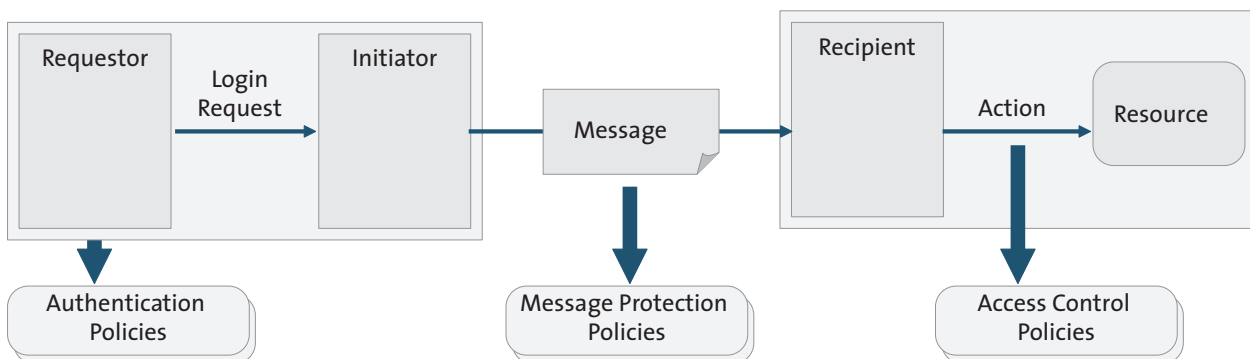 Requestor
Login
Request
Initiator
Message
Recipient
Action
Resource
Authentication
Policies
Message Protection
Policies
Access Control
Policies